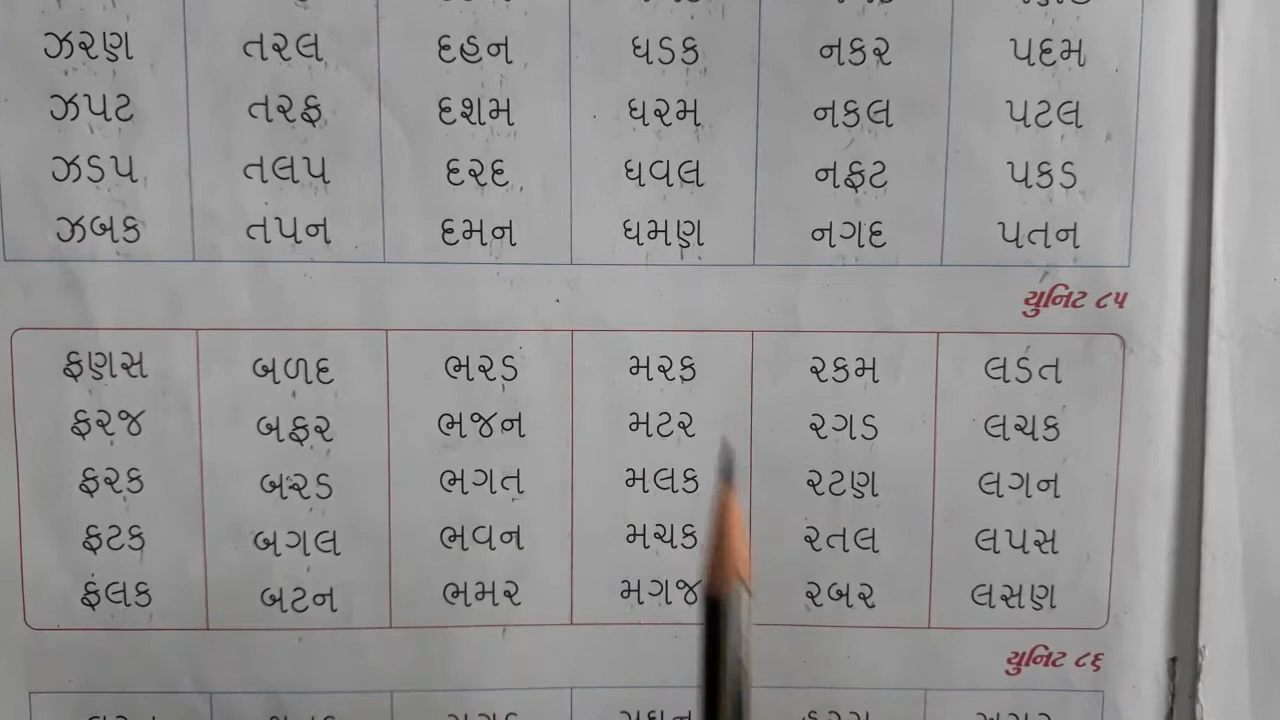 ઝરણ તરલ દહન ધડક નકર પદમ
ઝપટ તરફ દશમ ધરમ નકલ પટલ
ઝડપ તલપ દરદ ધવલ નફટ પકડ
ઝબક તપન દમન ધમણ નગદ પતન
યુનિટ ૮૫
ફણસ બળદ ભરડ મરક રકમ લડત
ફરજ બફર ભજન મટર રગડ લચક
ફરક બરડ ભગત મલક રટણ લગન
ફટક બગલ ભવન મચક રતલ લપસ
ફલક બટન ભમર મગજ રબર લસણ
યુનિટ ૮૬